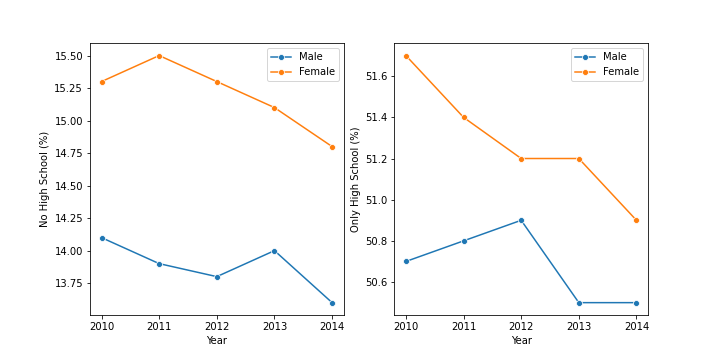 No High School (%)
15.50
15.25
15.00
14.75
14.50
14.25
14.00
13.75
2010 2011 2012 2013 2014
Year
Male
Female
Only High School (%)
51.6
51.4
51.2
51.0
50.8
50.6
2010 2011 2012 2013 2014
Year
Male
Female